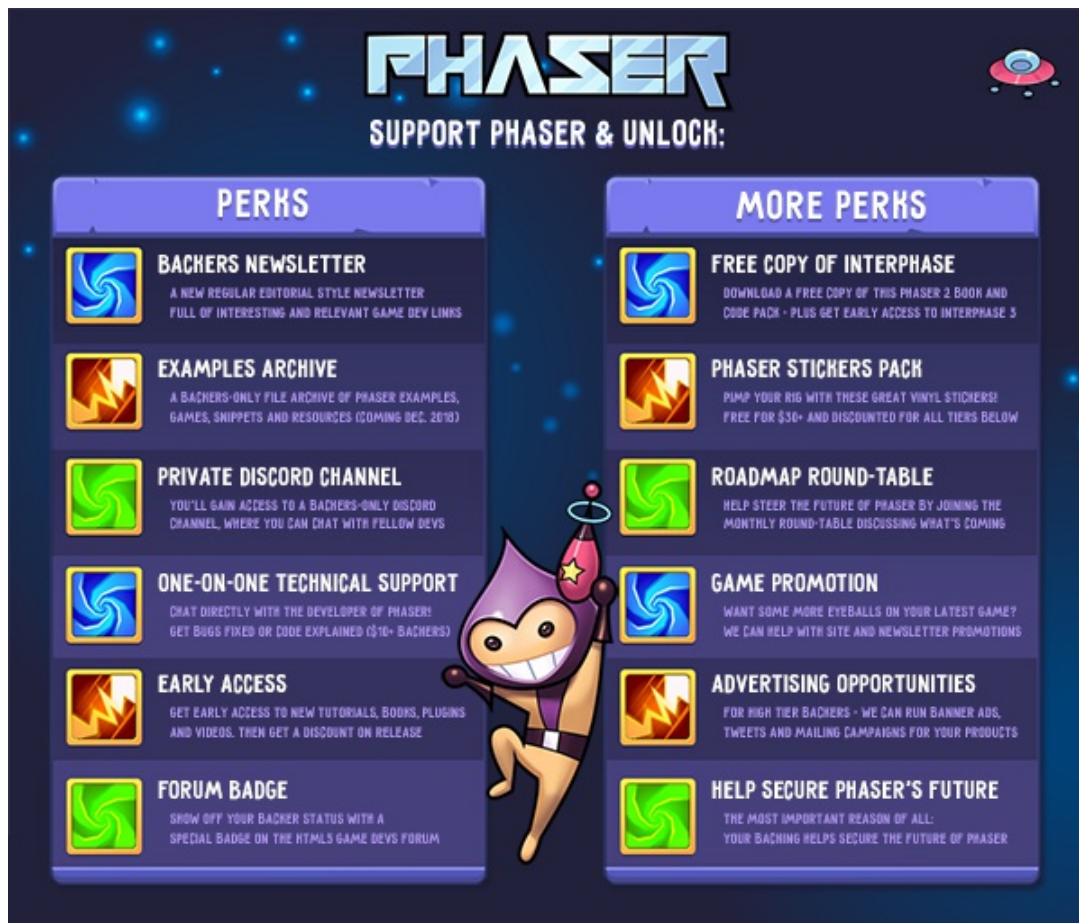 PHASER
SUPPORT PHASER & UNLOCK:
PERKS
BACKERS NEWSLETTER
A NEW REGULAR EDITORIAL STYLE NEWSLETTER
FULL OF INTERESTING AND RELEVANT GAME DEV LINKS
EXAMPLES ARCHIVE
A BACKERS-ONLY FILE ARCHIVE OF PHASER EXAMPLES,
GAMES, SNIPPETS AND RESOURCES (COMING DEC. 2018)
PRIVATE DISCORD CHANNEL
YOU'LL GAIN ACCESS TO A BACKERS-ONLY DISCORD
CHANNEL, WHERE YOU CAN CHAT WITH FELLOW DEVS
ONE-ON-ONE TECHNICAL SUPPORT
CHAT DIRECTLY WITH THE DEVELOPER OF PHASER!
GET BUGS FIXED OR CODE EXPLAINED ($10+ BACKERS)
EARLY ACCESS
GET EARLY ACCESS TO NEW TUTORIALS, BOOKS, PLUGINS
AND VIDEOS. THEN GET A DISCOUNT ON RELEASE
FORUM BADGE
SHOW OFF YOUR BACKER STATUS WITH A
SPECIAL BADGE ON THE HTML5 GAME DEVS FORUM
MORE PERKS
FREE COPY OF INTERPHASE
DOWNLOAD A FREE COPY OF THIS PHASER 2 BOOK AND
CODE PACK - PLUS GET EARLY ACCESS TO INTERPHASE 3
PHASER STICKERS PACK
PIMP YOUR RIG WITH THESE GREAT VINYL STICKERS!
FREE FOR $30+ AND DISCOUNTED FOR ALL TIERS BELOW
ROADMAP ROUND-TABLE
HELP STEER THE FUTURE OF PHASER BY JOINING THE
MONTHLY ROUND-TABLE DISCUSSING WHAT'S COMING
GAME PROMOTION
WANT SOME MORE EYEBALLS ON YOUR LATEST GAME?
WE CAN HELP WITH SITE AND NEWSLETTER PROMOTIONS
ADVERTISING OPPORTUNITIES
FOR HIGH TIER BACKERS - WE CAN RUN BANNER ADS,
TWEETS AND MAILING CAMPAIGNS FOR YOUR PRODUCTS
HELP SECURE PHASER'S FUTURE
THE MOST IMPORTANT REASON OF ALL:
YOUR BACKING HELPS SECURE THE FUTURE OF PHASER